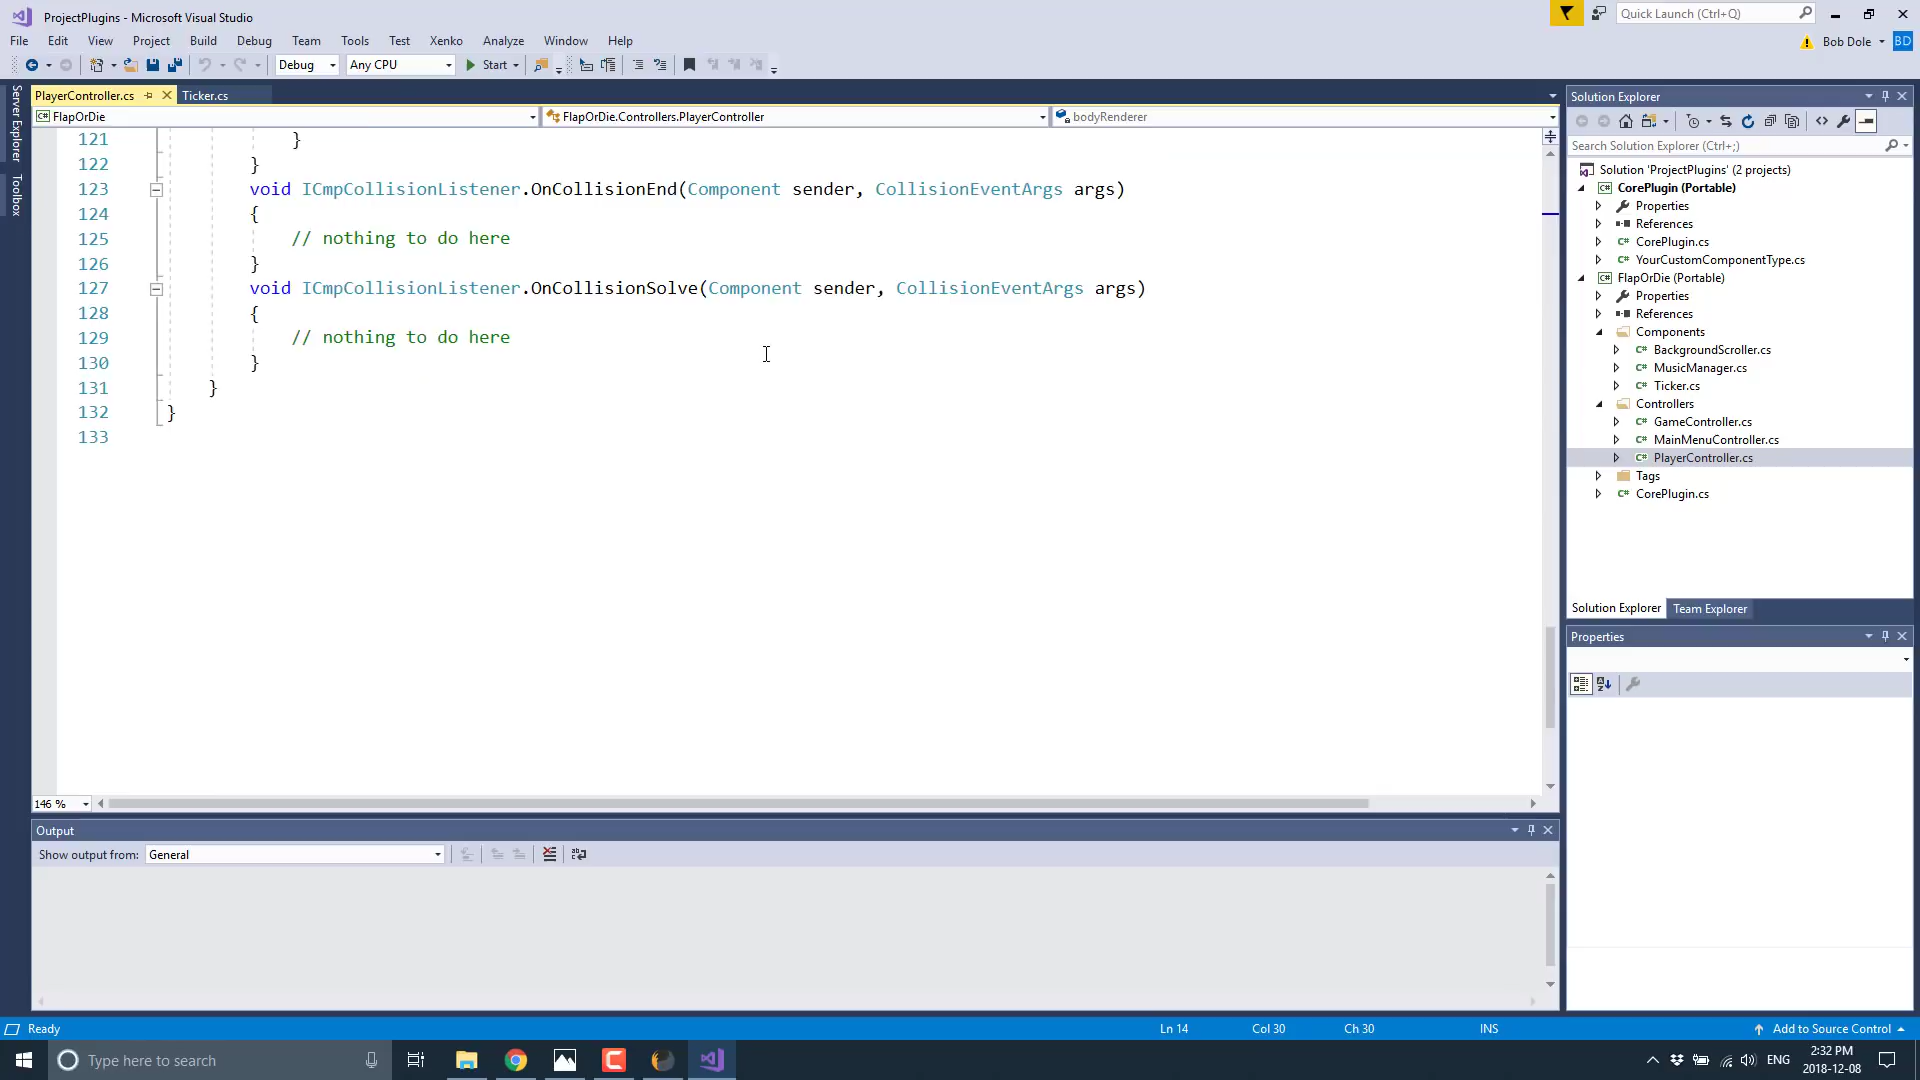 ProjectPlugins - Microsoft Visual Studio
Quick Launch (Ctrl+Q)
File Edit View Project Build Debug Team Tools Test Xenko Analyze Window Help
Bob Dole BD
Debug Any CPU Start
Server Explorer
Toolbox
PlayerController.cs Ticker.cs
FlapOrDie FlapOrDie.Controllers.PlayerController bodyRenderer
121 }
122 }
123 void ICmpCollisionListener.OnCollisionEnd(Component sender, CollisionEventArgs args)
124 {
125 // nothing to do here
126 }
127 void ICmpCollisionListener.OnCollisionSolve(Component sender, CollisionEventArgs args)
128 {
129 // nothing to do here
130 }
131 }
132 }
133
146 %
Output
Show output from: General
Solution Explorer
Search Solution Explorer (Ctrl+;)
Solution 'ProjectPlugins' (2 projects)
CorePlugin (Portable)
Properties
References
CorePlugin.cs
YourCustomComponentType.cs
FlapOrDie (Portable)
Properties
References
Components
BackgroundScroller.cs
MusicManager.cs
Ticker.cs
Controllers
GameController.cs
MainMenuController.cs
PlayerController.cs
Tags
CorePlugin.cs
Solution Explorer Team Explorer
Properties
Ready Ln 14 Col 30 Ch 30 INS Add to Source Control
Type here to search
ENG
2:32 PM
2018-12-08